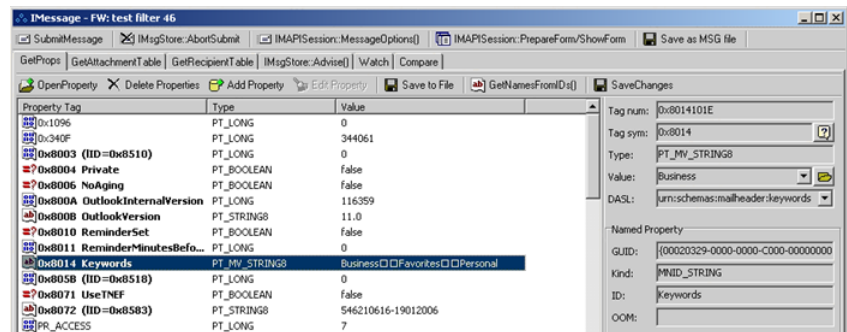 IMessage - FW: test filter 46
SubmitMessage IMsgStore::AbortSubmit IMAPISession::MessageOptions() IMAPISession::PrepareForm/ShowForm Save as MSG file
GetProps GetAttachmentTable GetRecipientTable IMsgStore::Advise() Watch Compare
OpenProperty Delete Properties Add Property Edit Property Save to File GetNamesFromIDs() SaveChanges
Property Tag Type Value
0x1096 PT_LONG 0
0x340F PT_LONG 344061
0x8003 (lID=0x8510) PT_LONG 0
0x8004 Private PT_BOOLEAN false
0x8006 NoAging PT_BOOLEAN false
0x800A OutlookInternalVersion PT_LONG 116359
0x800B OutlookVersion PT_STRING8 11.0
0x8010 ReminderSet PT_BOOLEAN false
0x8011 ReminderMinutesBefo... PT_LONG 0
0x8014 Keywords PT_MV_STRING8 Business□□Favorites□□Personal
0x805B (lID=0x8518) PT_LONG 0
0x8071 UseTNEF PT_BOOLEAN false
0x8072 (lID=0x8583) PT_STRING8 546210616-19012006
PR_ACCESS PT_LONG 7
Tag num: 0x8014101E
Tag sym: 0x8014
Type: PT_MV_STRING8
Value: Business
DASL: urn:schemas:mailheader:keywords
Named Property
GUID: {00020329-0000-0000-C000-00000000
Kind: MNID_STRING
ID: Keywords
OOM: